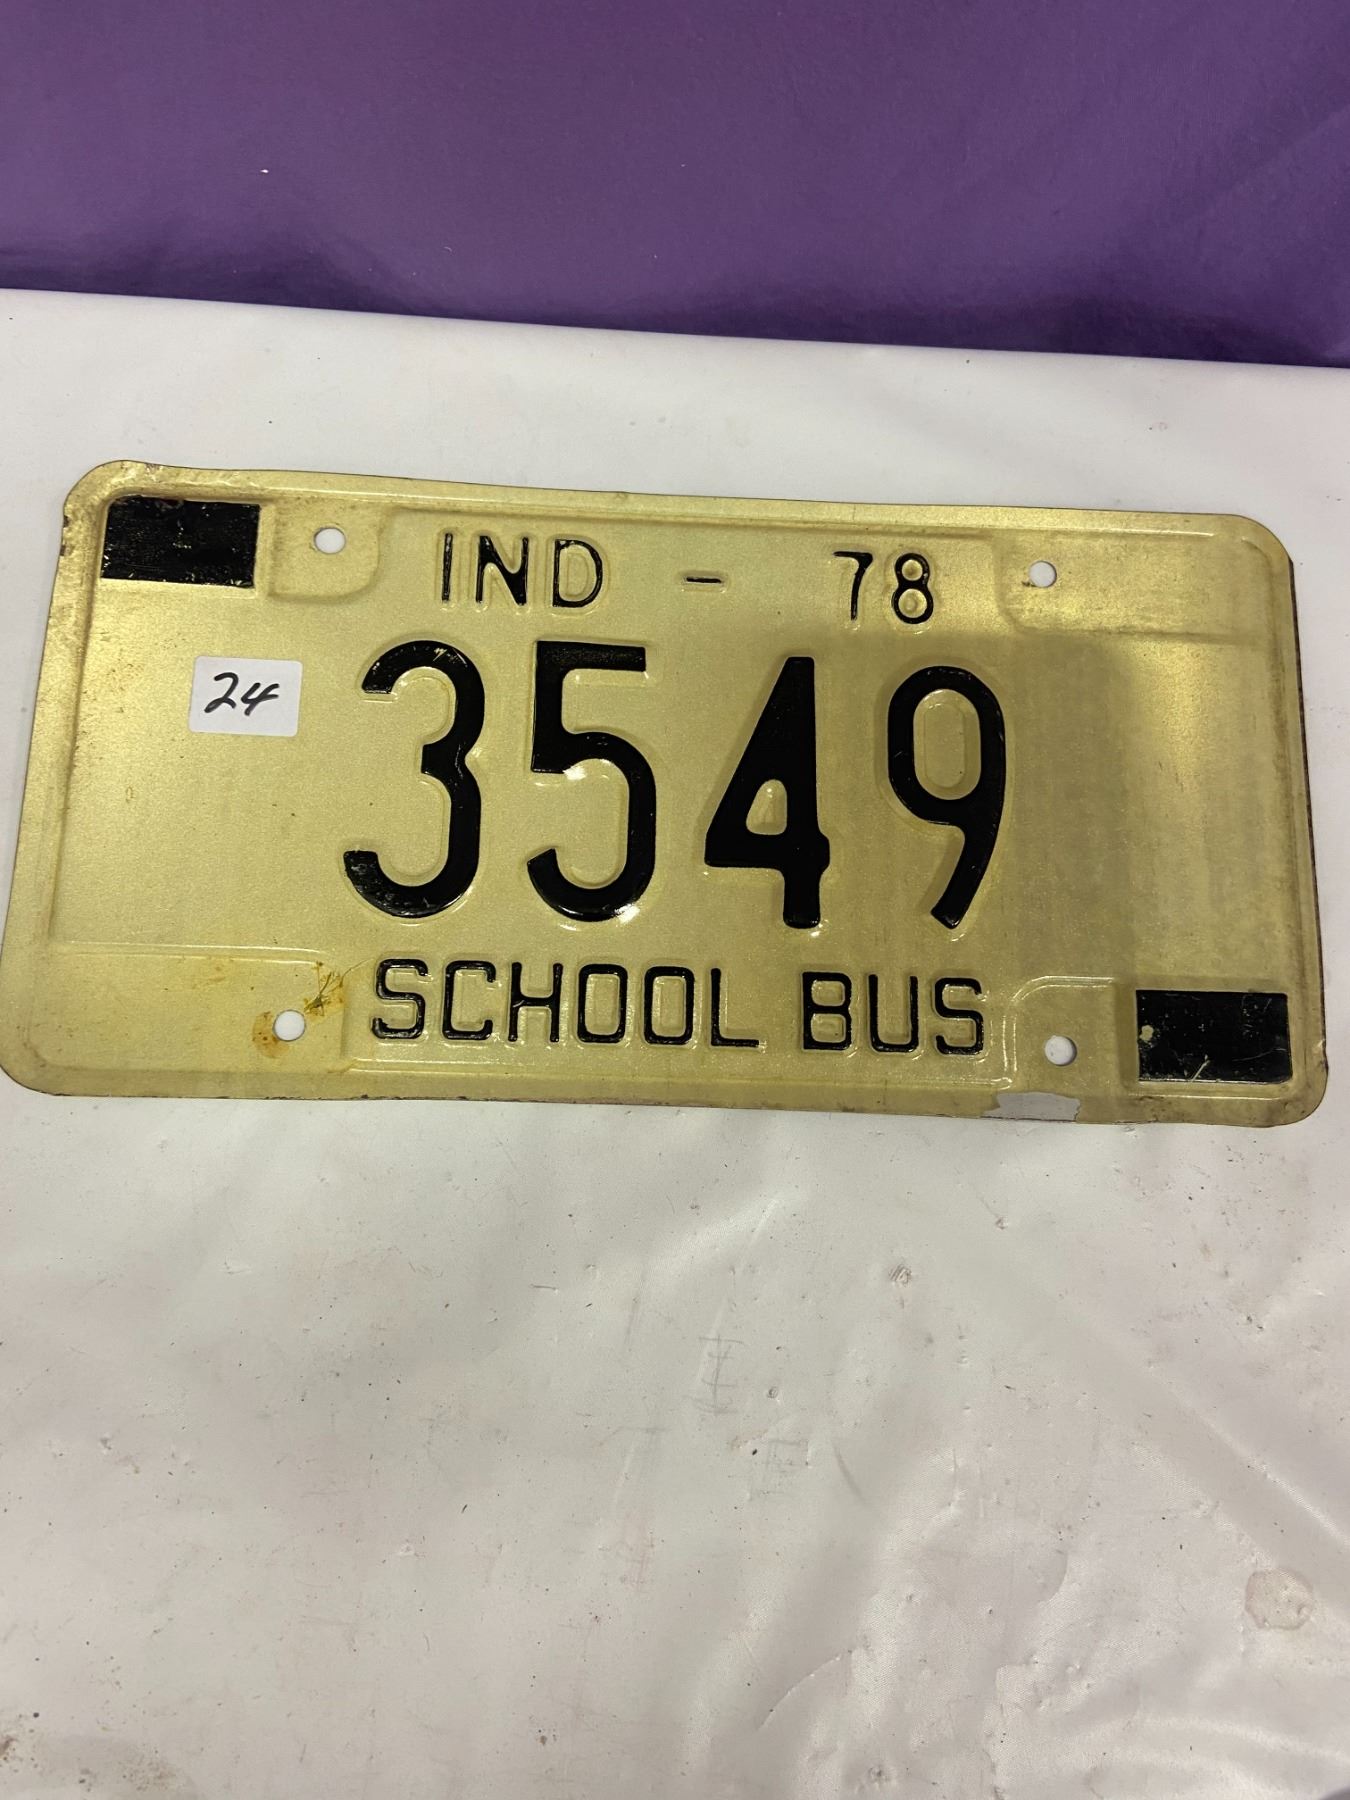 IND - 78
24
3549
SCHOOL BUS